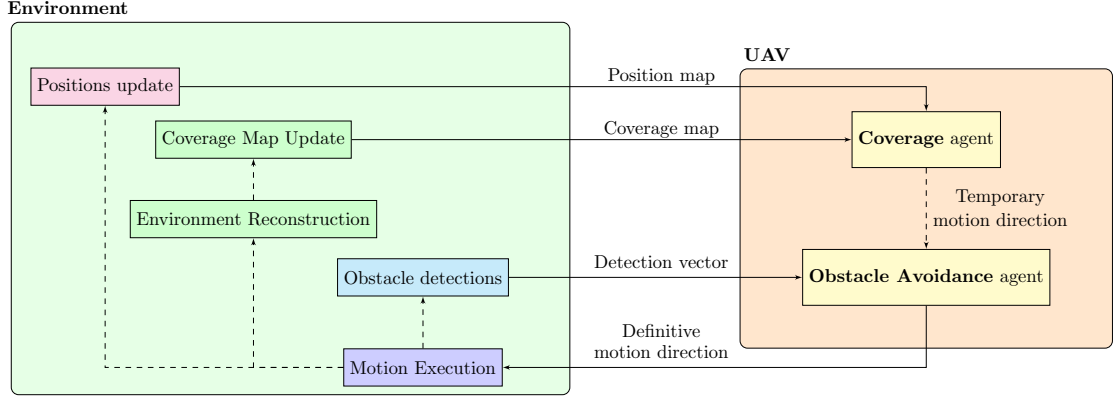 Environment
UAV
Positions update
Position map
Coverage Map Update
Coverage map
Coverage agent
Environment Reconstruction
Temporary
motion direction
Obstacle detections
Detection vector
Obstacle Avoidance agent
Definitive
motion direction
Motion Execution